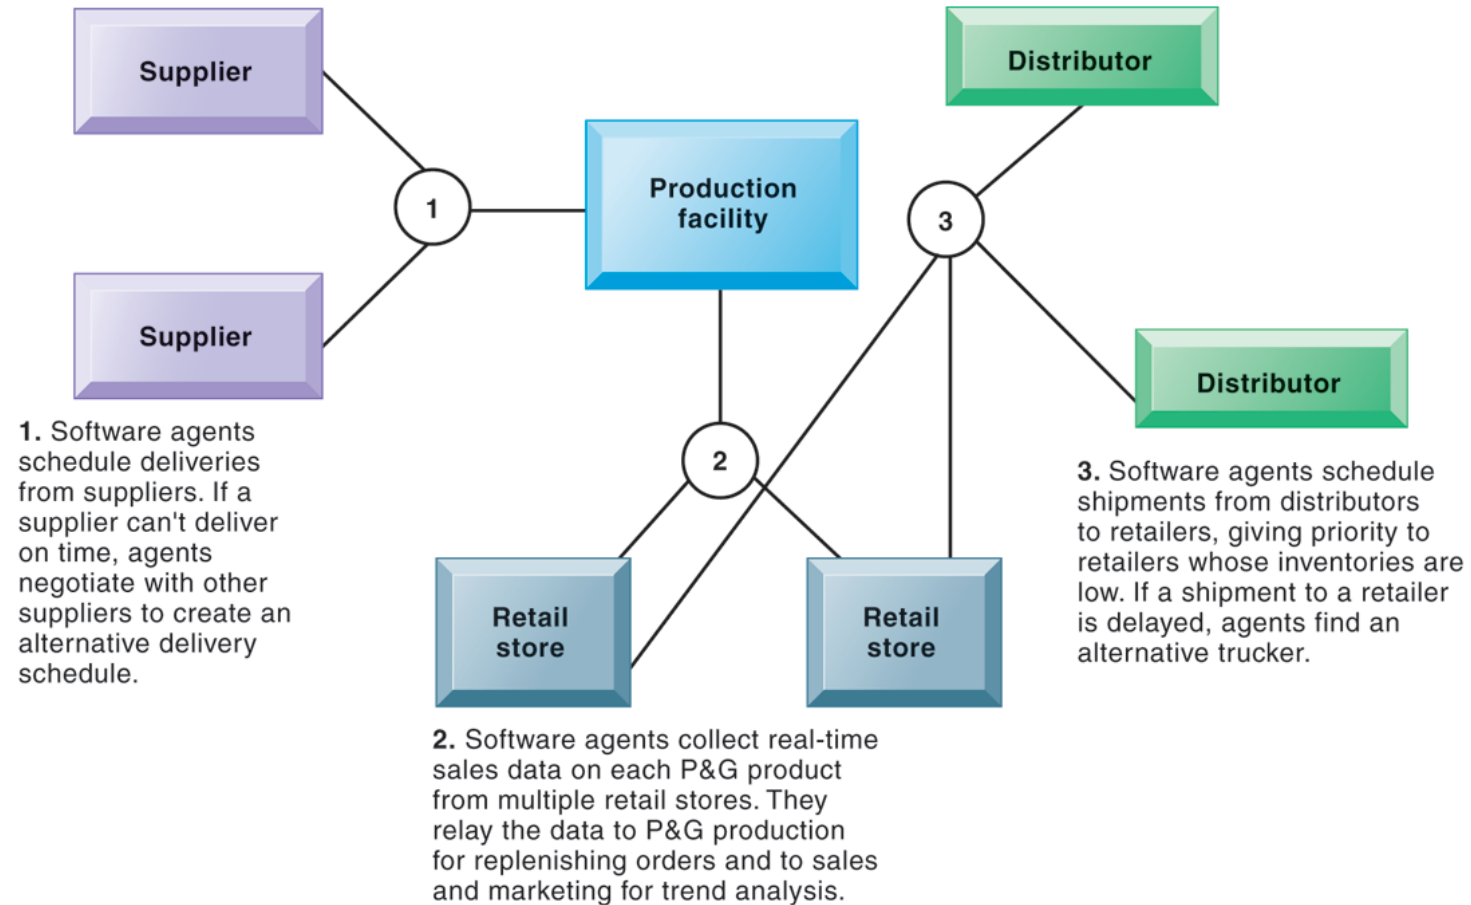 Supplier
Distributor
Production
facility
1
3
Supplier
Distributor
2
Retail
store
Retail
store
1. Software agents
schedule deliveries
from suppliers. If a
supplier can't deliver
on time, agents
negotiate with other
suppliers to create an
alternative delivery
schedule.
3. Software agents schedule
shipments from distributors
to retailers, giving priority to
retailers whose inventories are
low. If a shipment to a retailer
is delayed, agents find an
alternative trucker.
2. Software agents collect real-time
sales data on each P&G product
from multiple retail stores. They
relay the data to P&G production
for replenishing orders and to sales
and marketing for trend analysis.